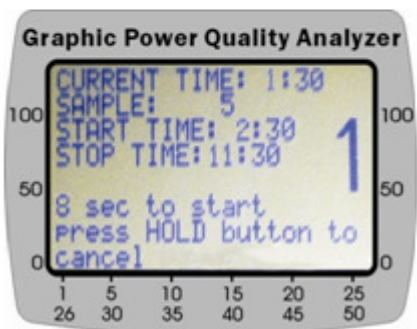 Graphic Power Quality Analyzer
CURRENT TIME: 1:30
SAMPLE: 5
START TIME: 2:30
STOP TIME:11:30
1
8 sec to start
press HOLD button to
cancel
100 100
50 50
0 0
1 5 10 15 20 25
26 30 35 40 45 50